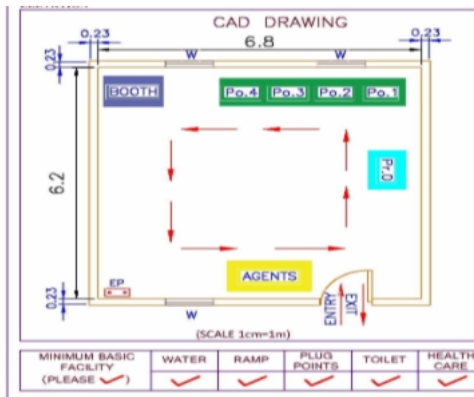 CAD DRAWING
0.23 6.8 0.23
W W
0.23
BOOTH Po.4 Po.3 Po.2 Po.1
Pr.O
6.2
AGENTS
EP
0.23
W
ENTRY EXIT
(SCALE 1cm=1m)
MINIMUM BASIC FACILITY (PLEASE ✓) WATER RAMP PLUG POINTS TOILET HEALTH CARE
✓ ✓ ✓ ✓ ✓